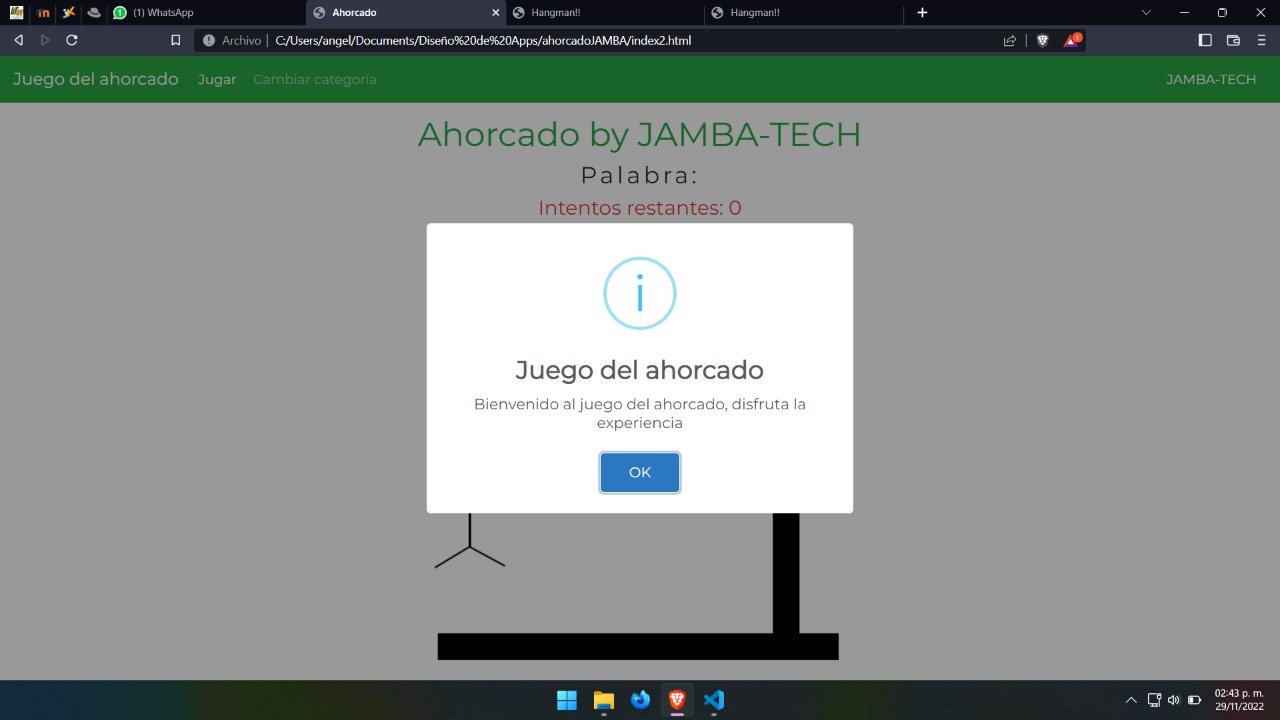 (1) WhatsApp
Ahorcado
Hangman!!
Hangman!!
Archivo
C:/Users/angel/Documents/Diseño%20de%20Apps/ahorcadoJAMBA/index2.html
1
Juego del ahorcado
Jugar
Cambiar categoría
JAMBA-TECH
Ahorcado by JAMBA-TECH
Palabra:
Intentos restantes: 0
Juego del ahorcado
Bienvenido al juego del ahorcado, disfruta la
experiencia
OK
02:43 p. m.
29/11/2022